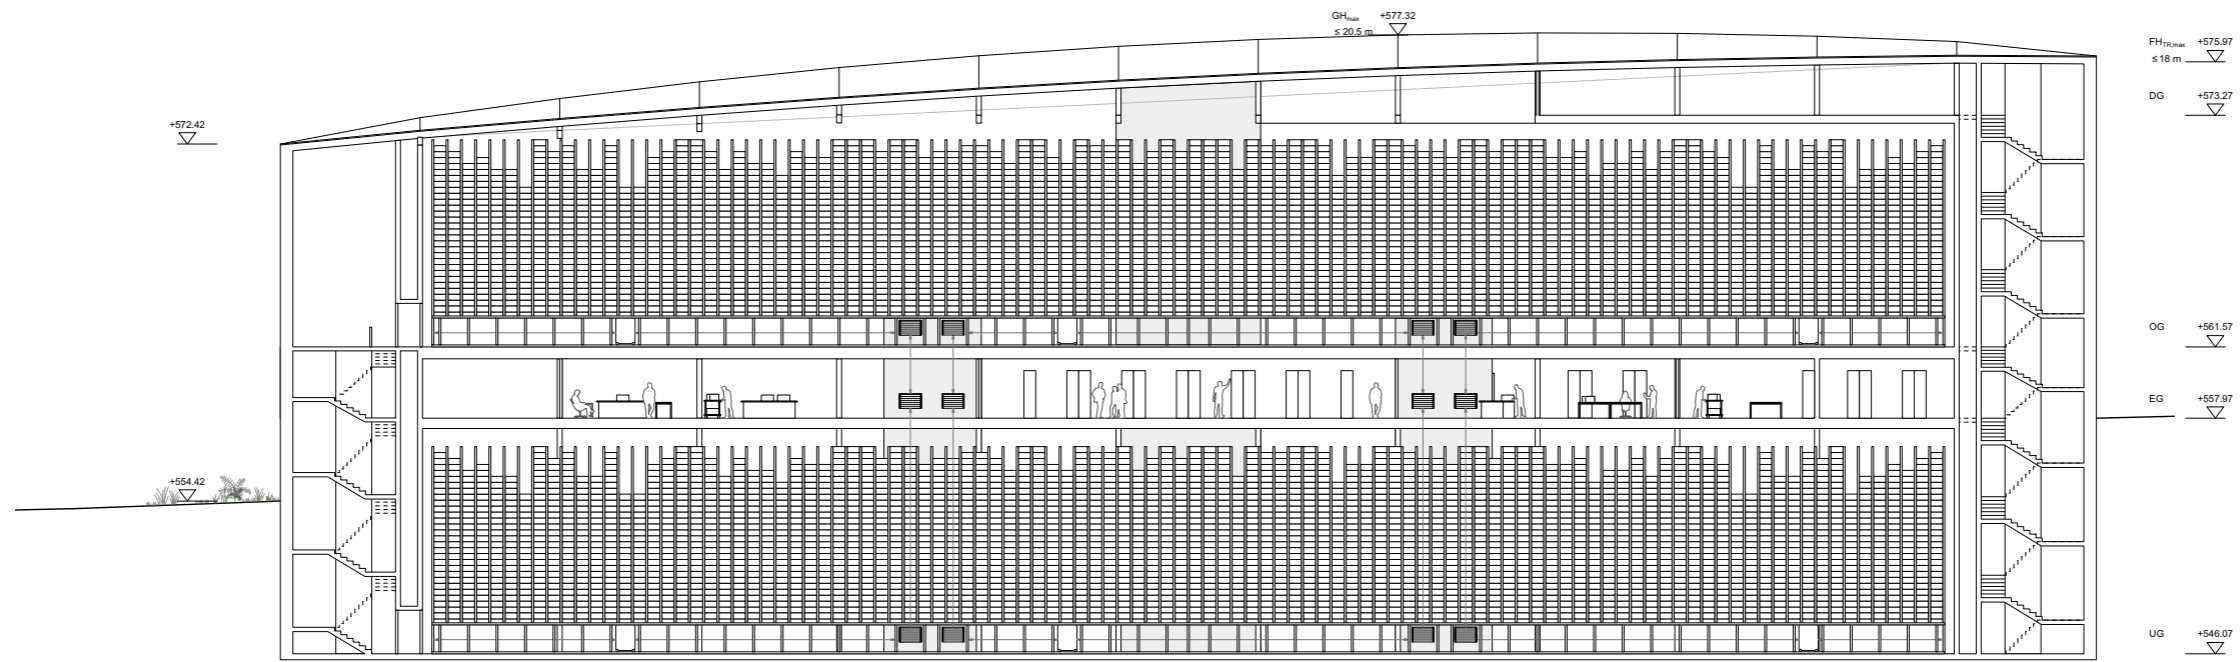 GHmax +577.32
≤ 20.5 m
FHTR,max +575.97
≤ 18 m
DG +573.27
+572.42
OG +561.57
EG +557.97
+554.42
UG +546.07